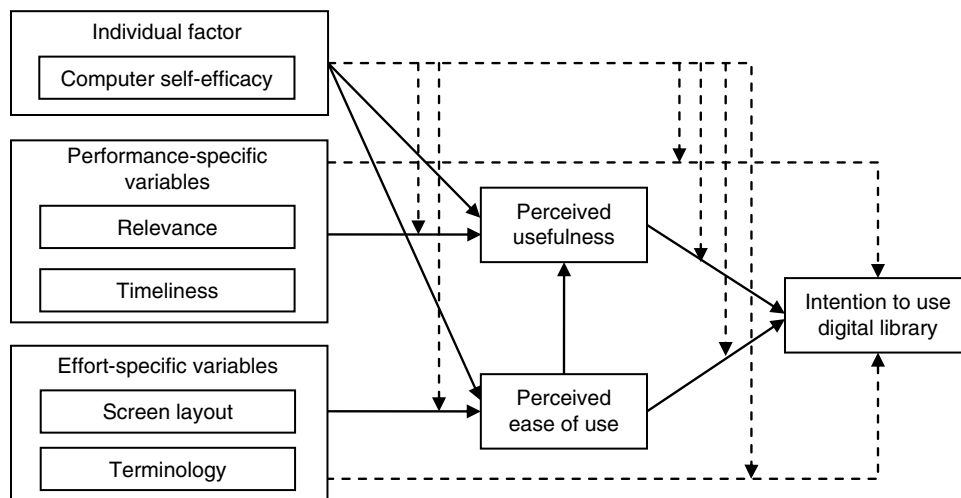 Individual factor
Computer self-efficacy
Performance-specific
variables
Relevance
Timeliness
Effort-specific variables
Screen layout
Terminology
Perceived
usefulness
Perceived
ease of use
Intention to use
digital library